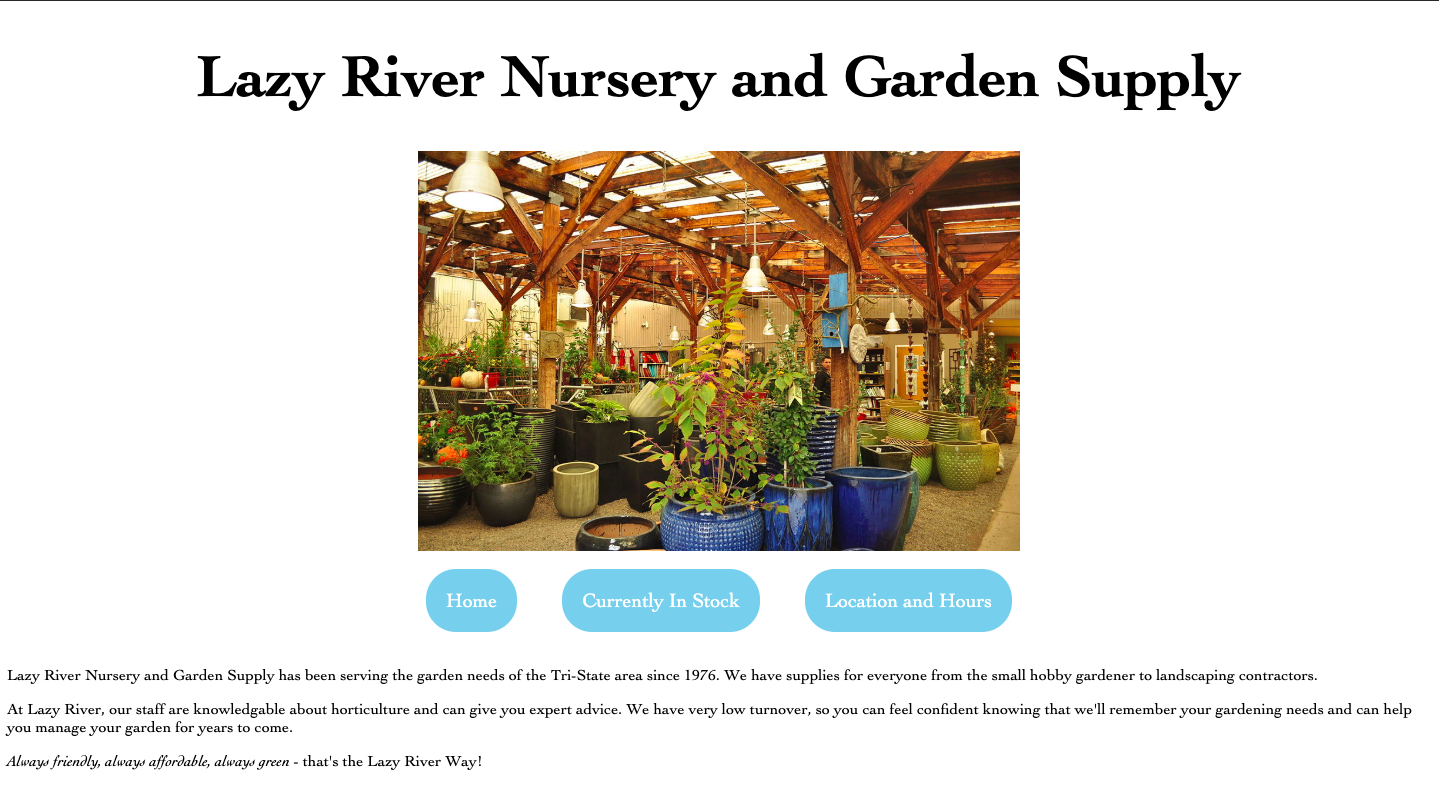 Lazy River Nursery and Garden Supply
Home
Currently In Stock
Location and Hours
Lazy River Nursery and Garden Supply has been serving the garden needs of the Tri-State area since 1976. We have supplies for everyone from the small hobby gardener to landscaping contractors.
At Lazy River, our staff are knowledgable about horticulture and can give you expert advice. We have very low turnover, so you can feel confident knowing that we'll remember your gardening needs and can help
you manage your garden for years to come.
Always friendly, always affordable, always green - that's the Lazy River Way!